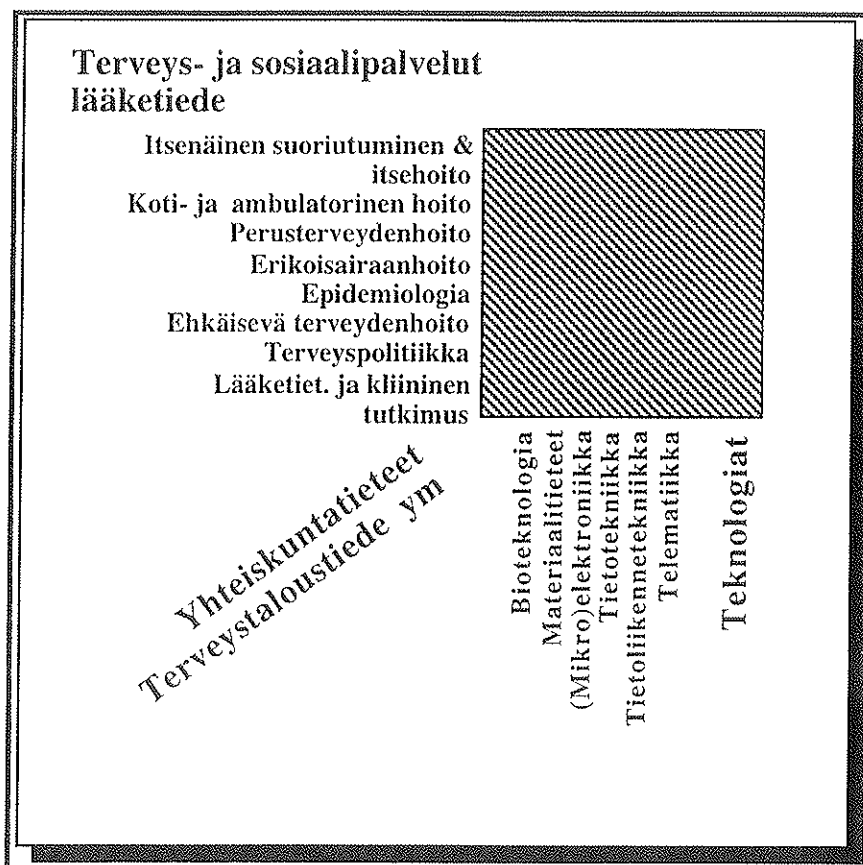 Terveys- ja sosiaalipalvelut
lääketiede
Itsenäinen suoriutuminen &
itsehoito
Koti- ja ambulatorinen hoito
Perusterveydenhoito
Erikoisairaanhoito
Epidemiologia
Ehkäisevä terveydenhoito
Terveyspolitiikka
Lääketiet. ja kliininen
tutkimus
Yhteiskuntatieteet
Terveystaloustiede ym
Bioteknologia
Materiaalitieteet
(Mikro)elektroniikka
Tietotekniikka
Tietoliikennetekniikka
Telematiikka
Teknologiat